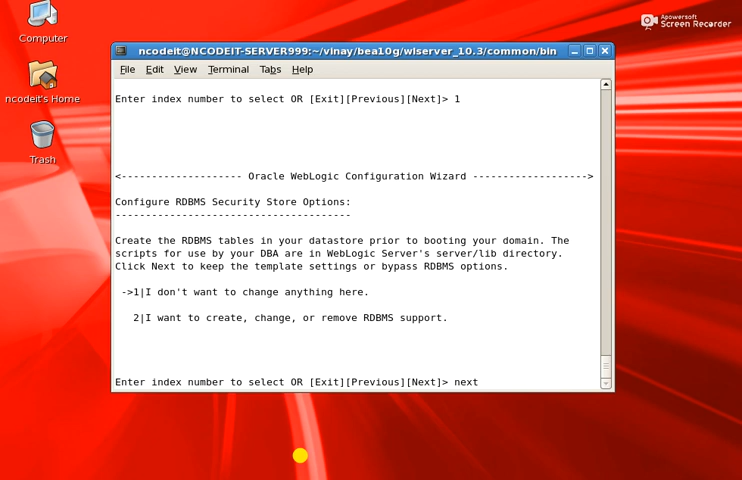 Computer
ncodeit's Home
Trash
Apowersoft
Screen Recorder
ncodeit@NCODEIT-SERVER999:~/vinay/bea10g/wlserver_10.3/common/bin
File Edit View Terminal Tabs Help
Enter index number to select OR [Exit][Previous][Next]> 1
<------------------- Oracle WebLogic Configuration Wizard ------------------>
Configure RDBMS Security Store Options:
---------------------------------------
Create the RDBMS tables in your datastore prior to booting your domain. The
scripts for use by your DBA are in WebLogic Server's server/lib directory.
Click Next to keep the template settings or bypass RDBMS options.
->1|I don't want to change anything here.
2|I want to create, change, or remove RDBMS support.
Enter index number to select OR [Exit][Previous][Next]> next